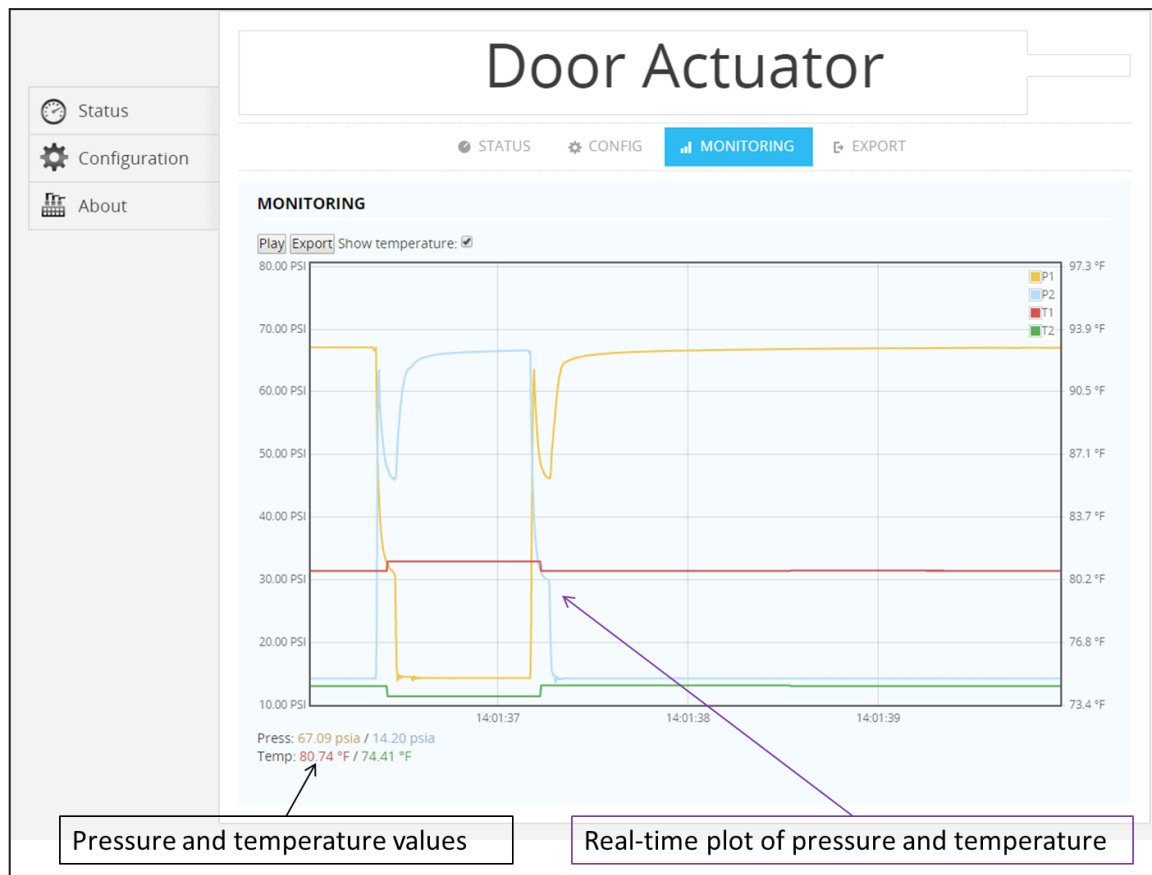 Door Actuator
Status
Configuration
About
STATUS CONFIG MONITORING EXPORT
MONITORING
Play Export Show temperature:
80.00 PSI 97.3 °F
P1
P2
T1
T2
70.00 PSI 93.9 °F
60.00 PSI 90.5 °F
50.00 PSI 87.1 °F
40.00 PSI 83.7 °F
30.00 PSI 80.2 °F
20.00 PSI 76.8 °F
10.00 PSI 73.4 °F
14:01:37 14:01:38 14:01:39
Press: 67.09 psia / 14.20 psia
Temp: 80.74 °F / 74.41 °F
Pressure and temperature values
Real-time plot of pressure and temperature